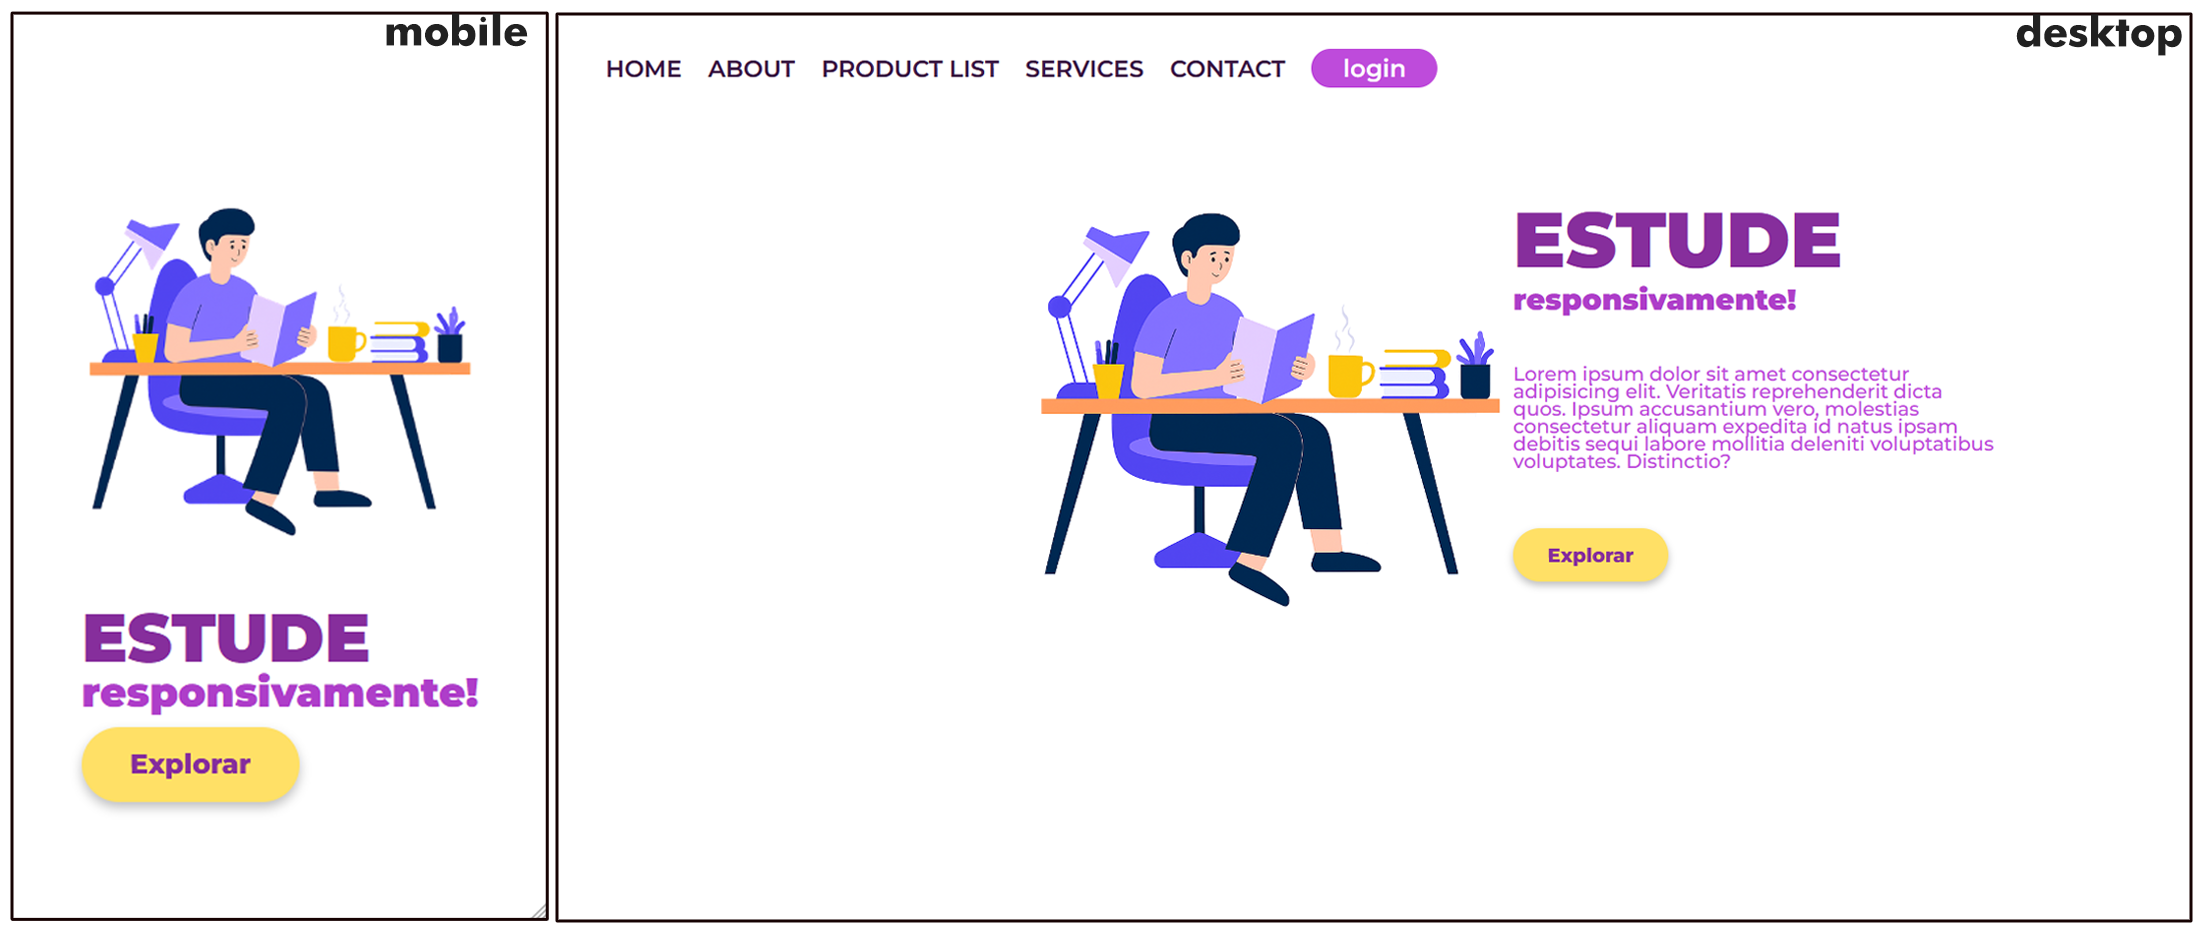 mobile
ESTUDE
responsivamente!
Explorar
desktop
HOME ABOUT PRODUCT LIST SERVICES CONTACT login
ESTUDE
responsivamente!
Lorem ipsum dolor sit amet consectetur
adipisicing elit. Veritatis reprehenderit dicta
quos. Ipsum accusantium vero, molestias
consectetur aliquam expedita id natus ipsam
debitis sequi labore mollitia deleniti voluptatibus
voluptates. Distinctio?
Explorar